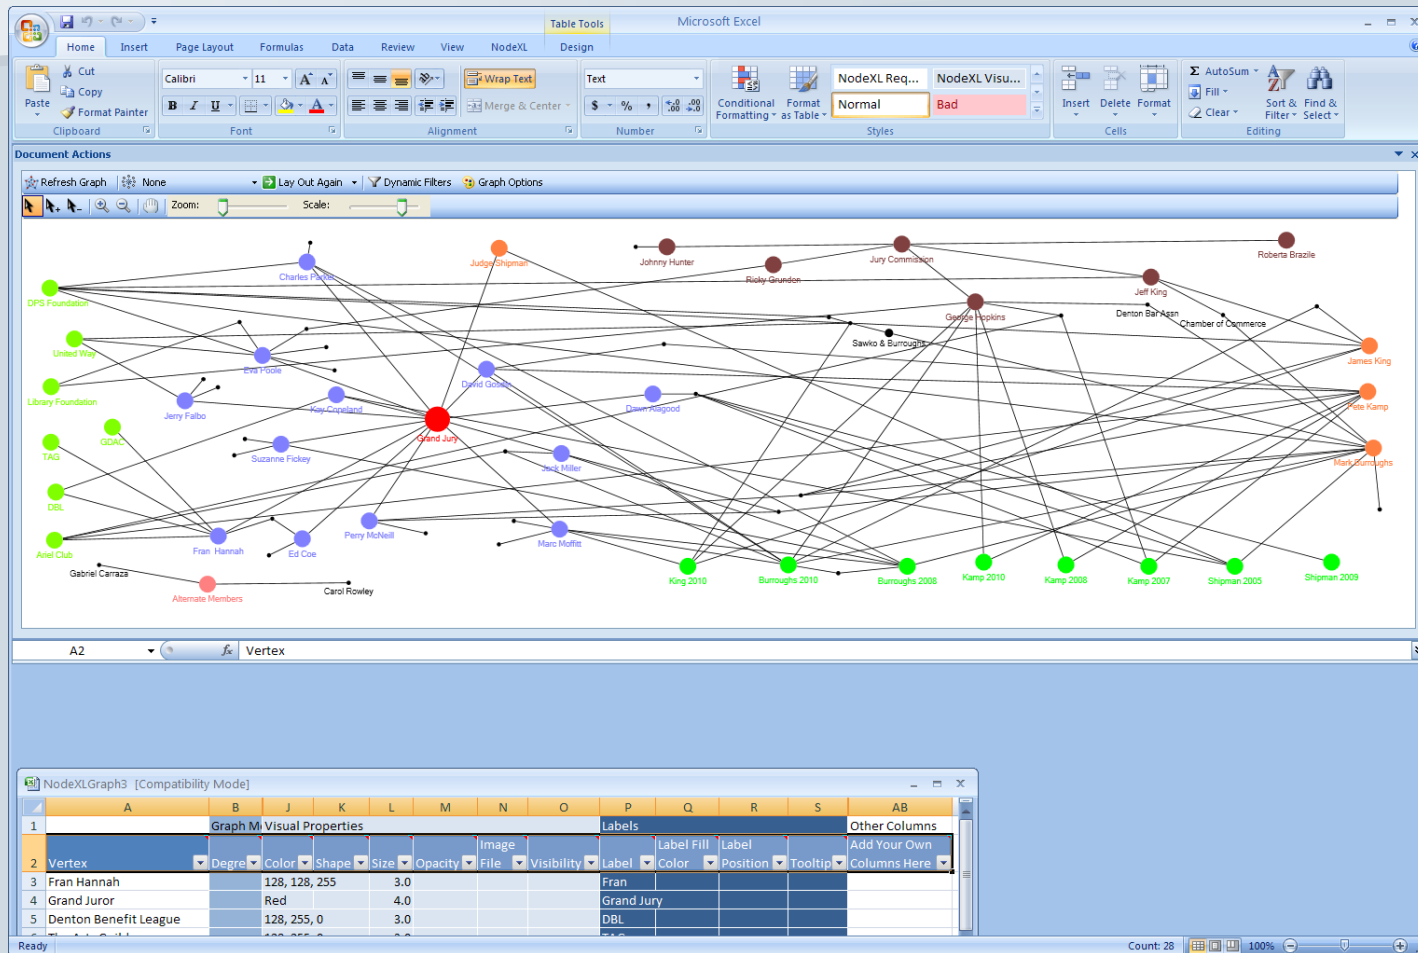 Table Tools
Microsoft Excel
Home Insert Page Layout Formulas Data Review View NodeXL Design
Paste
Cut
Copy
Format Painter
Clipboard
Calibri 11
B I U
Font
Wrap Text
Merge & Center
Alignment
Text
$ % ,
Number
Conditional Formatting
Format as Table
NodeXL Req... NodeXL Visu...
Normal Bad
Styles
Insert Delete Format
Cells
Σ AutoSum
Fill
Clear
Sort & Filter
Find & Select
Editing
Document Actions
Refresh Graph None Lay Out Again Dynamic Filters Graph Options
Zoom: Scale:
Charles Parker
Judge Shipman
Johnny Hunter
Ricky Grunden
Jury Commission
Roberta Brazile
Jeff King
DPS Foundation
George Hopkins
Denton Bar Assn
Chamber of Commerce
Sawko & Burroughs
United Way
James King
Eva Poole
David Gosdin
Library Foundation
Jerry Falbo
Kay Copeland
Dawn Alagood
Pete Kamp
Grand Jury
GDAC
TAG
Suzanne Fickey
Jack Miller
Mark Burroughs
DBL
Ariel Club
Fran Hannah
Ed Coe
Perry McNeill
Marc Moffitt
Gabriel Carraza
Alternate Members
Carol Rowley
King 2010
Burroughs 2010
Burroughs 2008
Kamp 2010
Kamp 2008
Kamp 2007
Shipman 2005
Shipman 2009
A2 fx Vertex
NodeXLGraph3 [Compatibility Mode]
A B J K L M N O P Q R S AB
1 Graph M Visual Properties Labels Other Columns
2 Vertex Degre Color Shape Size Opacity Image File Visibility Label Label Fill Color Label Position Tooltip Add Your Own Columns Here
3 Fran Hannah 128, 128, 255 3.0 Fran
4 Grand Juror Red 4.0 Grand Jury
5 Denton Benefit League 128, 255, 0 3.0 DBL
Ready Count: 28 100%